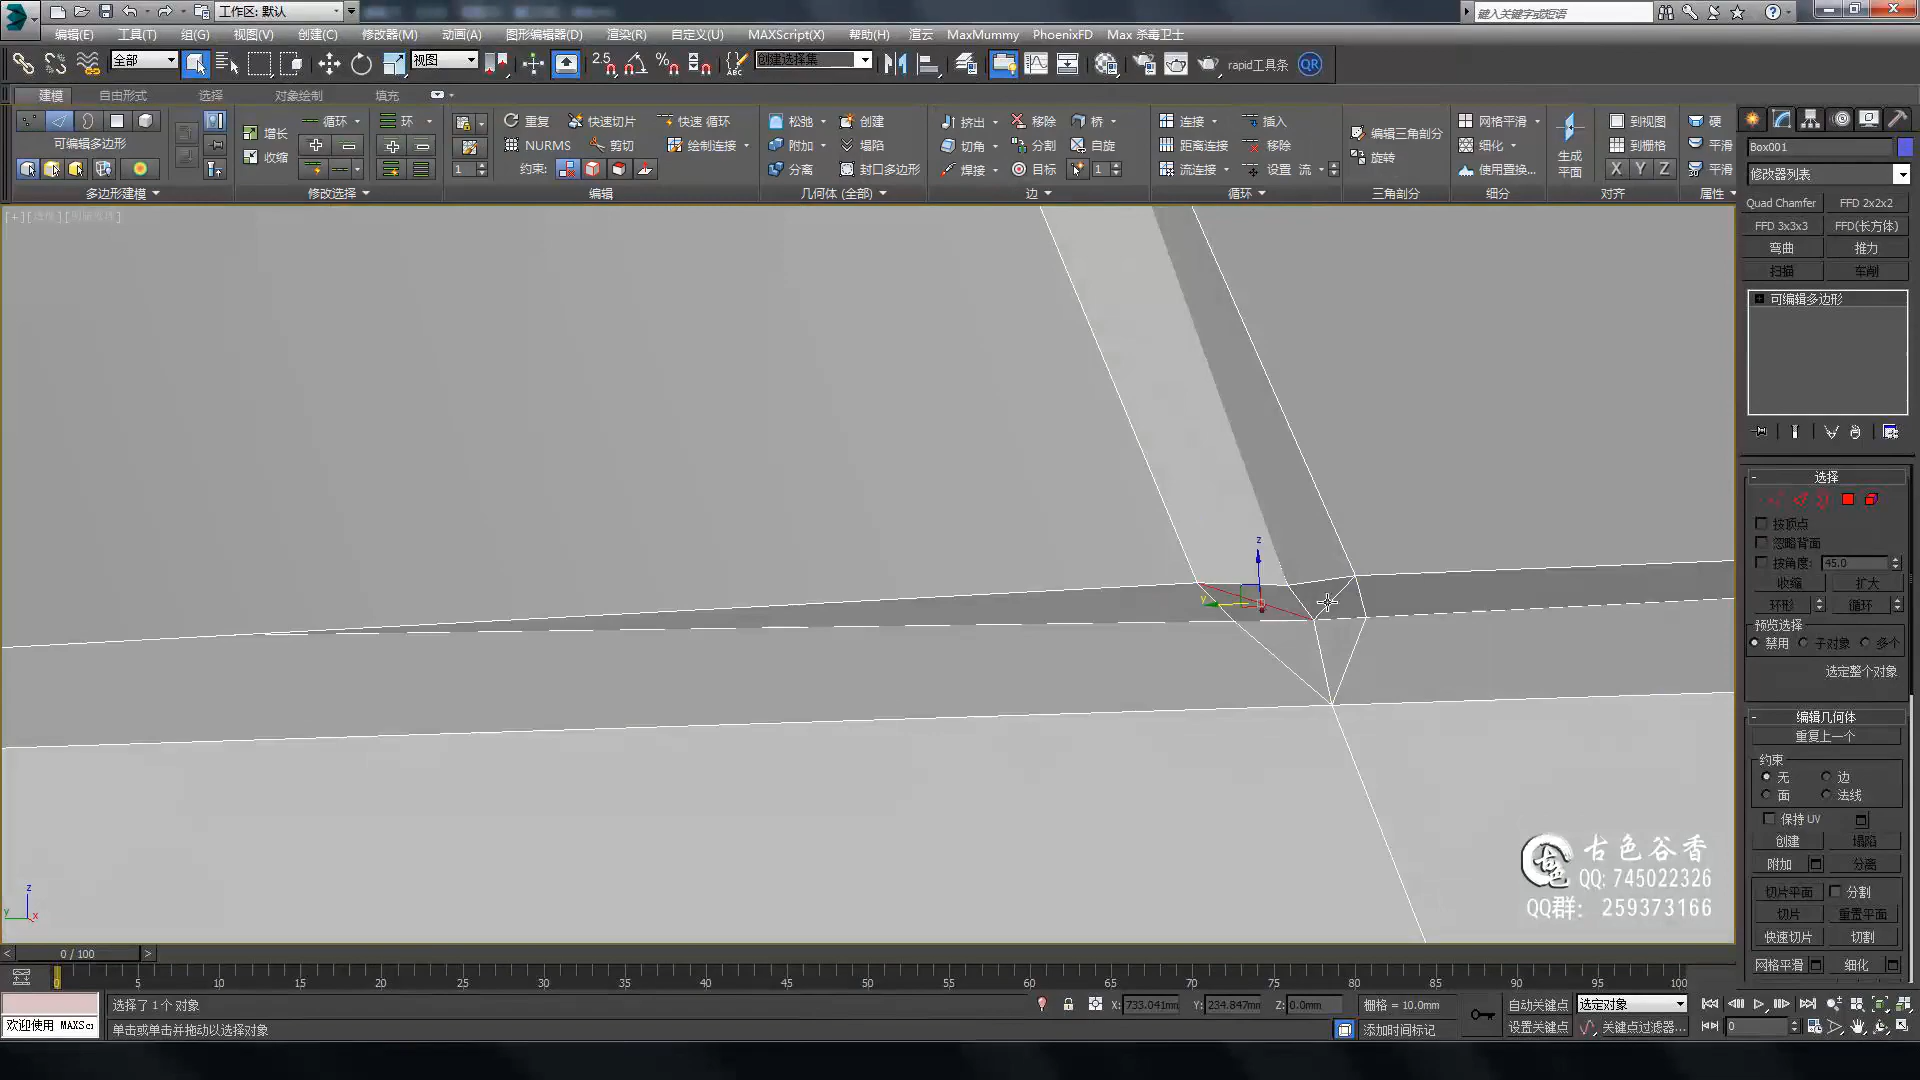 工作区: 默认
键入关键字或短语
编辑(E) 工具(T) 组(G) 视图(V) 创建(C) 修改器(M) 动画(A) 图形编辑器(D) 渲染(R) 自定义(U) MAXScript(X) 帮助(H) 渲云 MaxMummy PhoenixFD Max 杀毒卫士
全部 视图 2.5 创建选择集 rapid工具条 QR
建模 自由形式 选择 对象绘制 填充
循环 环 重复 快速切片 快速 循环 松弛 创建 挤出 移除 桥 连接 插入 编辑三角剖分 网格平滑 到视图 硬
可编辑多边形 增长 NURMS 剪切 绘制连接 附加 塌陷 切角 分割 自旋 距离连接 移除 旋转 细化 生成平面 到栅格 平滑
收缩 1 约束: 分离 封口多边形 焊接 目标 1 流连接 设置 流 使用置换... X Y Z 平滑
多边形建模 修改选择 编辑 几何体 (全部) 边 循环 三角剖分 细分 对齐 属性
Box001
修改器列表
Quad Chamfer FFD 2x2x2
FFD 3x3x3 FFD(长方体)
弯曲 推力
扫描 车削
可编辑多边形
选择
按顶点
忽略背面
按角度: 45.0
收缩 扩大
环形 循环
预览选择
禁用 子对象 多个
选定整个对象
编辑几何体
重复上一个
约束
无 边
面 法线
保持 UV
创建 塌陷
附加 分离
切片平面 分割
切片 重置平面
快速切片 切割
网格平滑 细化
z
y
z
y x
古色谷香
QQ: 745022326
QQ群: 259373166
< 0 / 100 >
0 5 10 15 20 25 30 35 40 45 50 55 60 65 70 75 80 85 90 95 100
选择了 1 个 对象 X: 733.041mm Y: 234.847mm Z: 0.0mm 栅格 = 10.0mm 自动关键点 选定对象
欢迎使用 MAXScr 单击或单击并拖动以选择对象 添加时间标记 设置关键点 关键点过滤器... 0